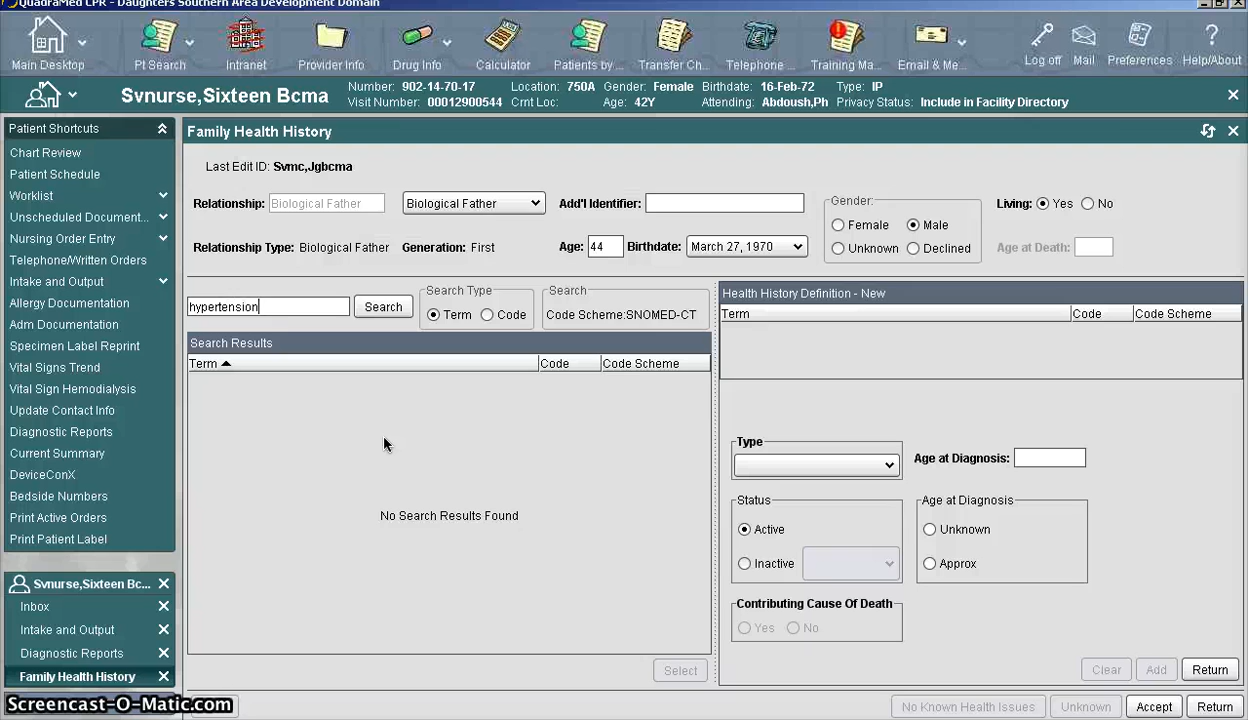 QuadraMed CPR - Daughters Southern Area Development Domain
Main Desktop
Pt Search
Intranet
Provider Info
Drug Info
Calculator
Patients by ...
Transfer Ch...
Telephone ...
Training Ma...
Email & Me...
Log off
Mail
Preferences
Help/About
Svnurse,Sixteen Bcma
Number: 902-14-70-17 Location: 750A Gender: Female Birthdate: 16-Feb-72 Type: IP
Visit Number: 00012900544 Crnt Loc: Age: 42Y Attending: Abdoush,Ph Privacy Status: Include in Facility Directory
Patient Shortcuts
Chart Review
Patient Schedule
Worklist
Unscheduled Document...
Nursing Order Entry
Telephone/Written Orders
Intake and Output
Allergy Documentation
Adm Documentation
Specimen Label Reprint
Vital Signs Trend
Vital Sign Hemodialysis
Update Contact Info
Diagnostic Reports
Current Summary
DeviceConX
Bedside Numbers
Print Active Orders
Print Patient Label
Svnurse,Sixteen Bc...
Inbox
Intake and Output
Diagnostic Reports
Family Health History
Family Health History
Last Edit ID: Svmc,Jgbcma
Relationship: Biological Father Biological Father Add'l Identifier:
Gender:
Female Male
Unknown Declined
Living: Yes No
Relationship Type: Biological Father Generation: First Age: 44 Birthdate: March 27, 1970
Age at Death:
hypertension Search
Search Type
Term Code
Search
Code Scheme:SNOMED-CT
Search Results
Term Code Code Scheme
No Search Results Found
Select
Health History Definition - New
Term Code Code Scheme
Type
Age at Diagnosis:
Status
Active
Inactive
Age at Diagnosis
Unknown
Approx
Contributing Cause Of Death
Yes No
Clear Add Return
No Known Health Issues Unknown Accept Return
Screencast-O-Matic.com